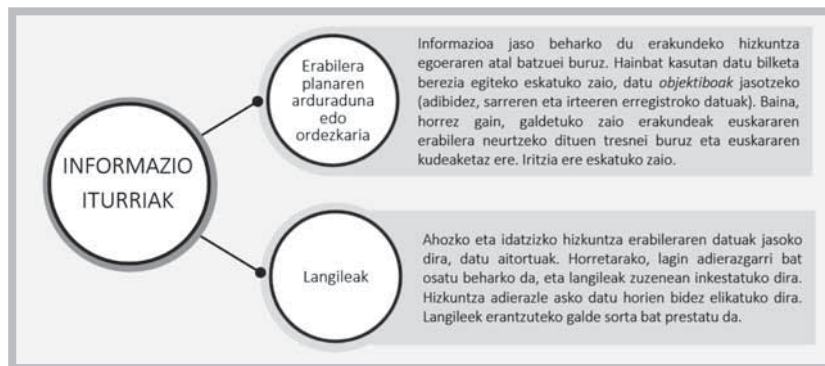 INFORMAZIO
ITURRIAK
Erabilera
planaren
arduraduna
edo
ordezkaria
Informazioa jaso beharko du erakundeko hizkuntza
egoeraren atal batzuei buruz. Hainbat kasutan datu bilketa
berezia egiteko eskatuko zaio, datu objektiboak jasotzeko
(adibidez, sarreren eta irteeren erregistroko datuak). Baina,
horrez gain, galdetuko zaio erakundeak euskararen
erabilera neurtzeko dituen tresnei buruz eta euskararen
kudeaketaz ere. Iritzia ere eskatuko zaio.
Langileak
Ahozko eta idatzizko hizkuntza erabileraren datuak jasoko
dira, datu aitortuak. Horretarako, lagin adierazgarri bat
osatu beharko da, eta langileak zuzenean inkestatuko dira.
Hizkuntza adierazle asko datu horien bidez elikatuko dira.
Langileek erantzuteko galde sorta bat prestatu da.